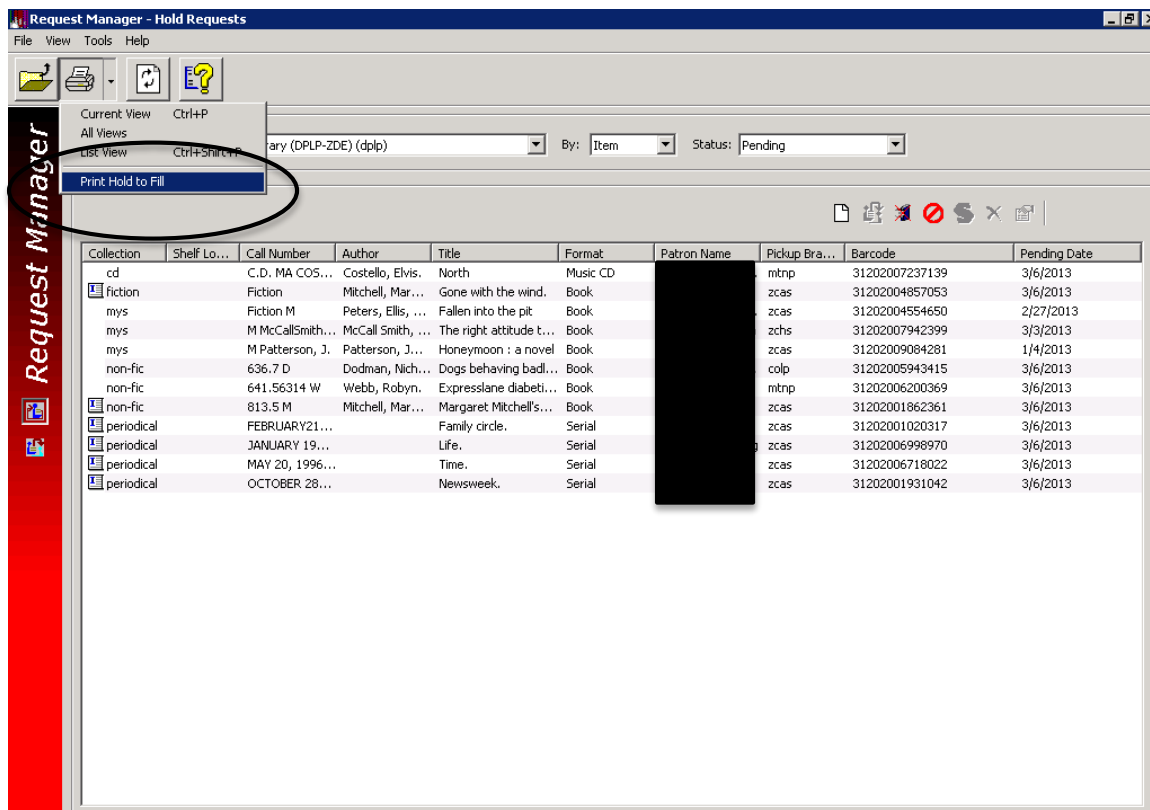 Request Manager - Hold Requests
File View Tools Help
Current View Ctrl+P
All Views
List View Ctrl+Shift+P
Print Hold to Fill
rary (DPLP-ZDE) (dplp) By: Item Status: Pending
Request Manager
Collection Shelf Lo... Call Number Author Title Format Patron Name Pickup Bra... Barcode Pending Date
cd C.D. MA COS... Costello, Elvis. North Music CD mtnp 31202007237139 3/6/2013
fiction Fiction Mitchell, Mar... Gone with the wind. Book zcas 31202004857053 3/6/2013
mys Fiction M Peters, Ellis, ... Fallen into the pit Book zcas 31202004554650 2/27/2013
mys M McCallSmith... McCall Smith, ... The right attitude t... Book zchs 31202007942399 3/3/2013
mys M Patterson, J. Patterson, J... Honeymoon : a novel Book zcas 31202009084281 1/4/2013
non-fic 636.7 D Dodman, Nich... Dogs behaving badl... Book colp 31202005943415 3/6/2013
non-fic 641.56314 W Webb, Robyn. Expresslane diabeti... Book mtnp 31202006200369 3/6/2013
non-fic 813.5 M Mitchell, Mar... Margaret Mitchell's... Book zcas 31202001862361 3/6/2013
periodical FEBRUARY21... Family circle. Serial zcas 31202001020317 3/6/2013
periodical JANUARY 19... Life. Serial zcas 31202006998970 3/6/2013
periodical MAY 20, 1996... Time. Serial zcas 31202006718022 3/6/2013
periodical OCTOBER 28... Newsweek. Serial zcas 31202001931042 3/6/2013